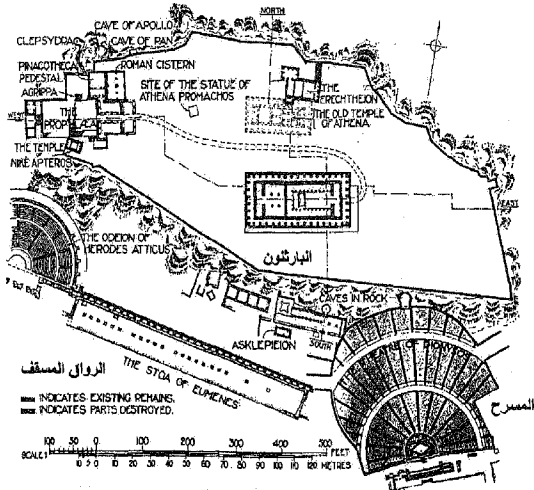 NORTH
CAVE OF APOLLO
CLEPSYDRA
CAVE OF PAN
PINACOTHECA
ROMAN CISTERN
PEDESTAL
AGRIPPA
SITE OF THE STATUE OF
ATHENA PROMACHOS
THE
ERECHTHEION
THE OLD TEMPLE
OF ATHENA
WEST
THE
PROPYLAEA
THE TEMPLE
NIKE APTEROS
EAST
البارثنون
THE ODEION OF
HERODES ATTICUS
CAVES IN ROCK
ASKLEPIEION
SOUTH
الرواق المسقف
THE STOA OF EUMENES
المسرح
INDICATES EXISTING REMAINS.
INDICATES PARTS DESTROYED.
100 50 0 100 200 300 400 500
SCALE FEET
10 0 10 20 30 40 50 60 70 80 90 100 110 120 METRES